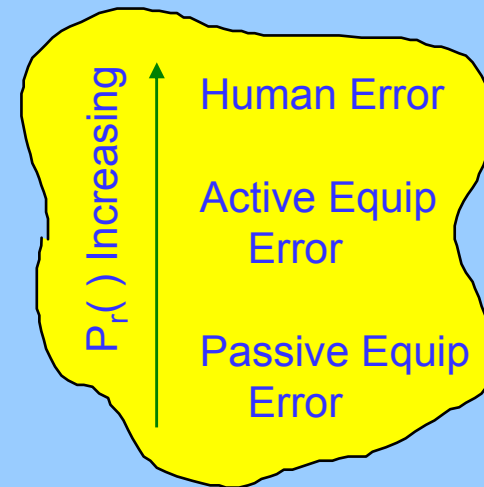 Pr( ) Increasing
Human Error
Active Equip
Error
Passive Equip
Error